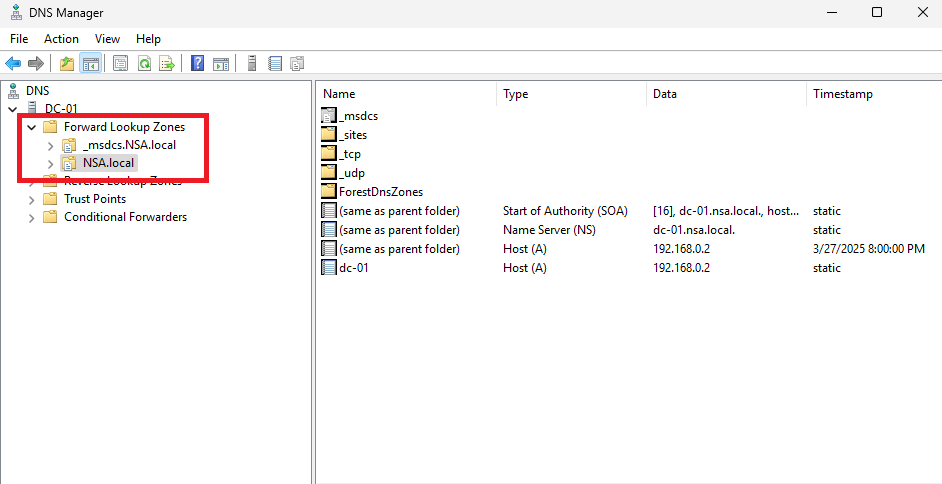 DNS Manager
File Action View Help
DNS
DC-01
Forward Lookup Zones
_msdcs.NSA.local
NSA.local
Reverse Lookup Zones
Trust Points
Conditional Forwarders
Name Type Data Timestamp
_msdcs
_sites
_tcp
_udp
ForestDnsZones
(same as parent folder) Start of Authority (SOA) [16], dc-01.nsa.local., host... static
(same as parent folder) Name Server (NS) dc-01.nsa.local. static
(same as parent folder) Host (A) 192.168.0.2 3/27/2025 8:00:00 PM
dc-01 Host (A) 192.168.0.2 static